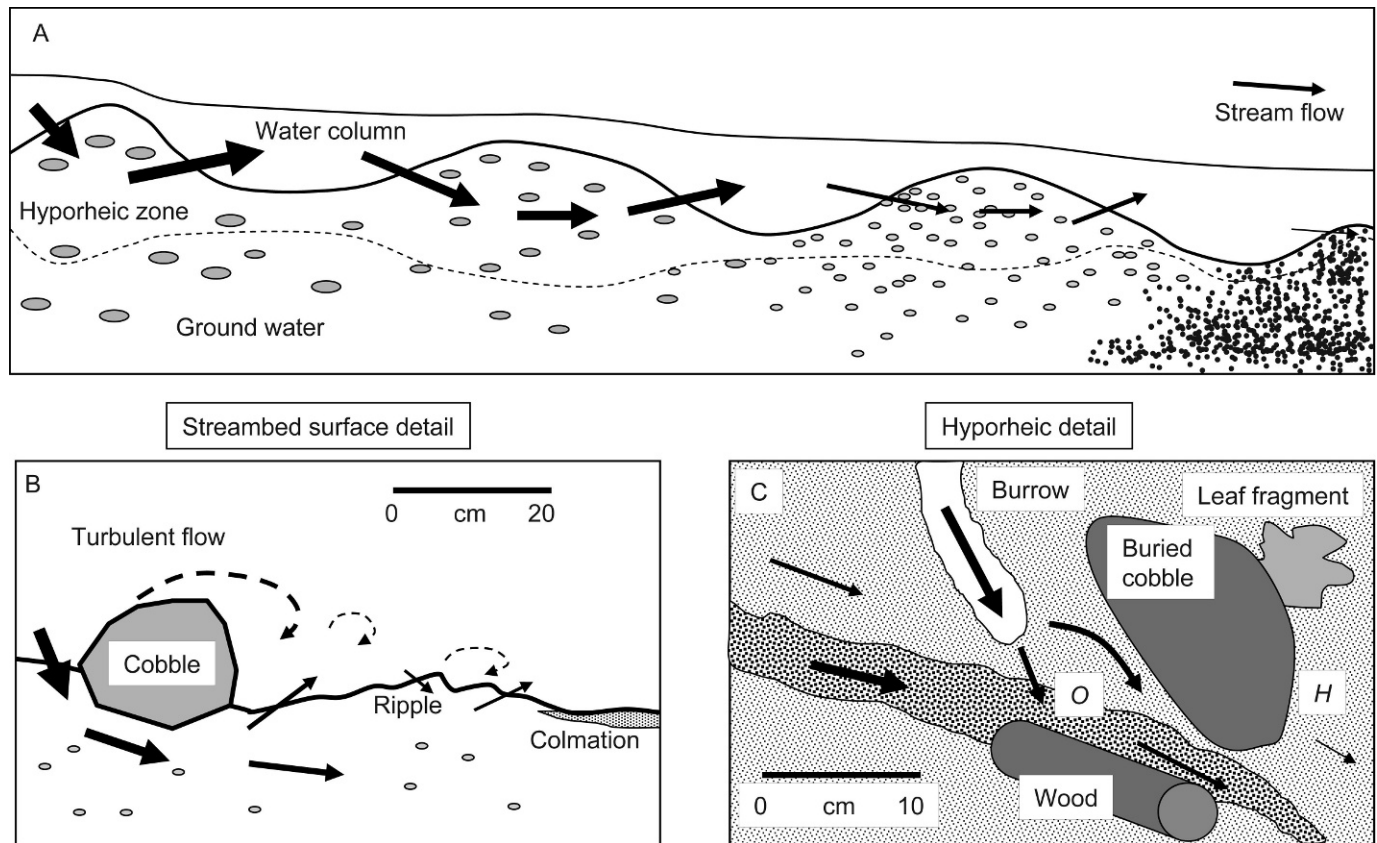 A
Water column
Stream flow
Hyporheic zone
Ground water
Streambed surface detail
Hyporheic detail
B
0 cm 20
Turbulent flow
Cobble
Ripple
Colmation
C
Burrow
Leaf fragment
Buried
cobble
O
H
0 cm 10
Wood